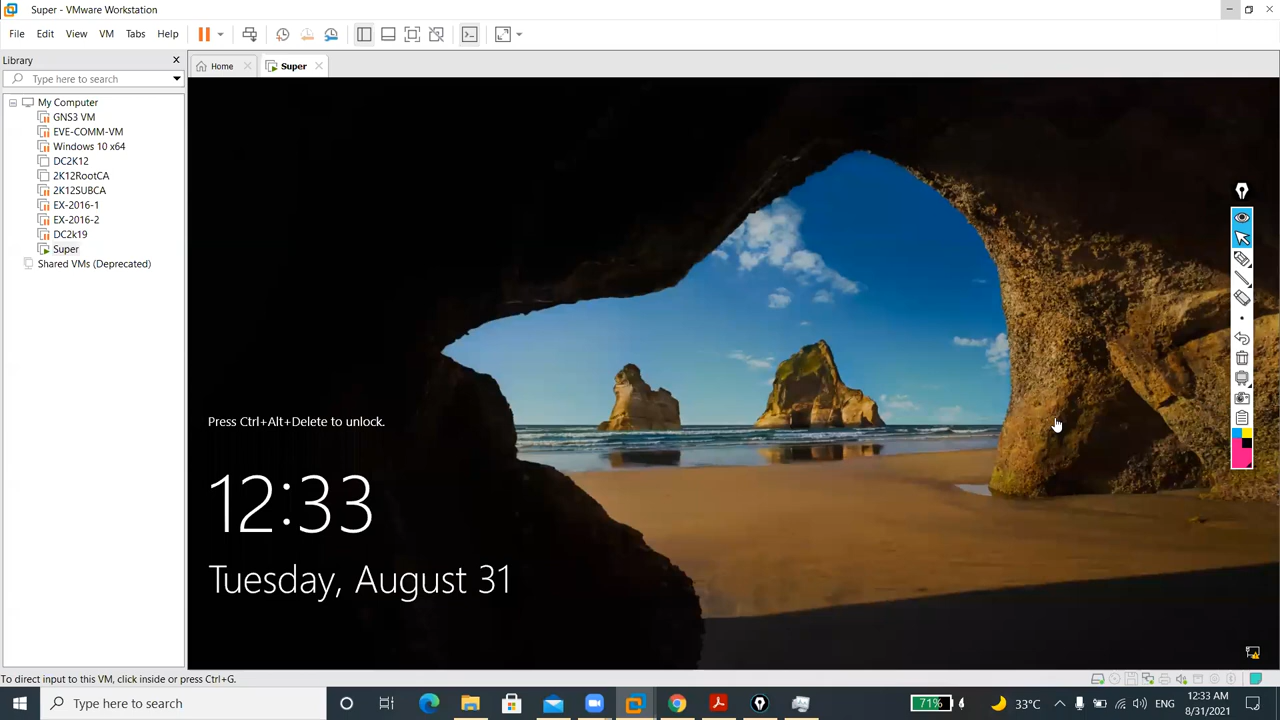 Super - VMware Workstation
File Edit View VM Tabs Help
Library
Type here to search
My Computer
GNS3 VM
EVE-COMM-VM
Windows 10 x64
DC2K12
2K12RootCA
2K12SUBCA
EX-2016-1
EX-2016-2
DC2k19
Super
Shared VMs (Deprecated)
Home
Super
Press Ctrl+Alt+Delete to unlock.
12:33
Tuesday, August 31
To direct input to this VM, click inside or press Ctrl+G.
Type here to search
71%
33°C
ENG
12:33 AM
8/31/2021